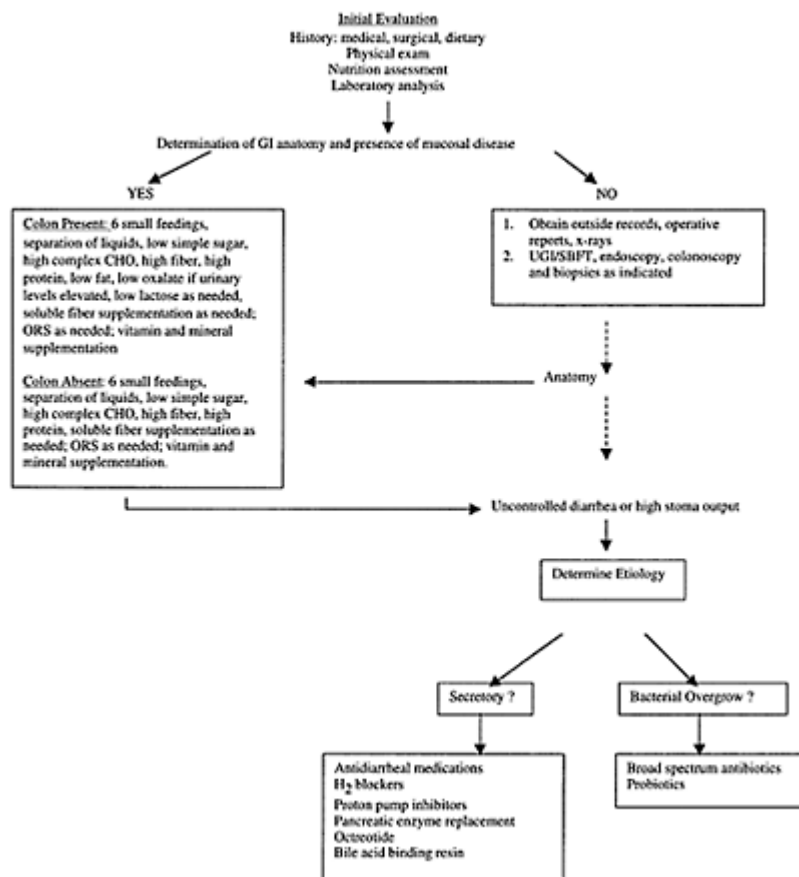 Initial Evaluation
History: medical, surgical, dietary
Physical exam
Nutrition assessment
Laboratory analysis
Determination of GI anatomy and presence of mucosal disease
YES
NO
Colon Present: 6 small feedings,
separation of liquids, low simple sugar,
high complex CHO, high fiber, high
protein, low fat, low oxalate if urinary
levels elevated, low lactose as needed,
soluble fiber supplementation as needed;
ORS as needed; vitamin and mineral
supplementation
Colon Absent: 6 small feedings,
separation of liquids, low simple sugar,
high complex CHO, high fiber, high
protein, soluble fiber supplementation as
needed; ORS as needed; vitamin and
mineral supplementation.
1. Obtain outside records, operative
reports, x-rays
2. UGI/SBFT, endoscopy, colonoscopy
and biopsies as indicated
Anatomy
Uncontrolled diarrhea or high stoma output
Determine Etiology
Secretory ?
Bacterial Overgrow ?
Antidiarrheal medications
H2 blockers
Proton pump inhibitors
Pancreatic enzyme replacement
Octreotide
Bile acid binding resin
Broad spectrum antibiotics
Probiotics